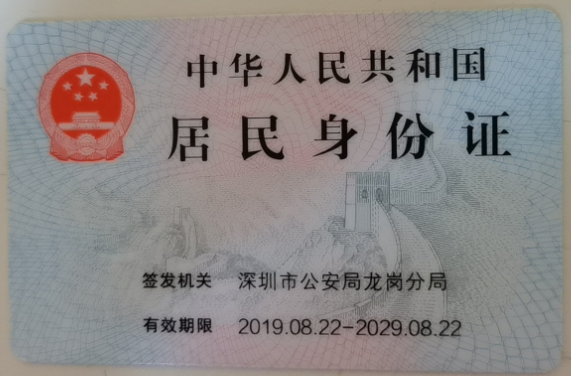 中华人民共和国
居民身份证
签发机关 深圳市公安局龙岗分局
有效期限 2019.08.22-2029.08.22